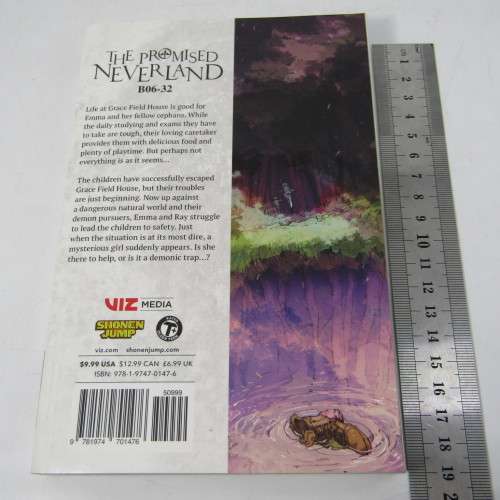 THE PROMISED
NEVERLAND
B06-32
Life at Grace Field House is good for
Emma and her fellow orphans. While
the daily studying and exams they have
to take are tough, their loving caretaker
provides them with delicious food and
plenty of playtime. But perhaps not
everything is as it seems...
The children have successfully escaped
Grace Field House, but their troubles
are just beginning. Now up against
a dangerous natural world and their
demon pursuers, Emma and Ray struggle
to lead the children to safety. Just
when the situation is at its most dire, a
mysterious girl suddenly appears. Is she
there to help, or is it a demonic trap...?
VIZ MEDIA
SHONEN
JUMP
T
viz.com shonenjump.com
$9.99 USA $12.99 CAN £6.99 UK
ISBN: 978-1-9747-0147-6
50999
9 781974 701476
1
2
3
4
5
6
7
8
9
10
11
12
13
14
15
16
17
18
19